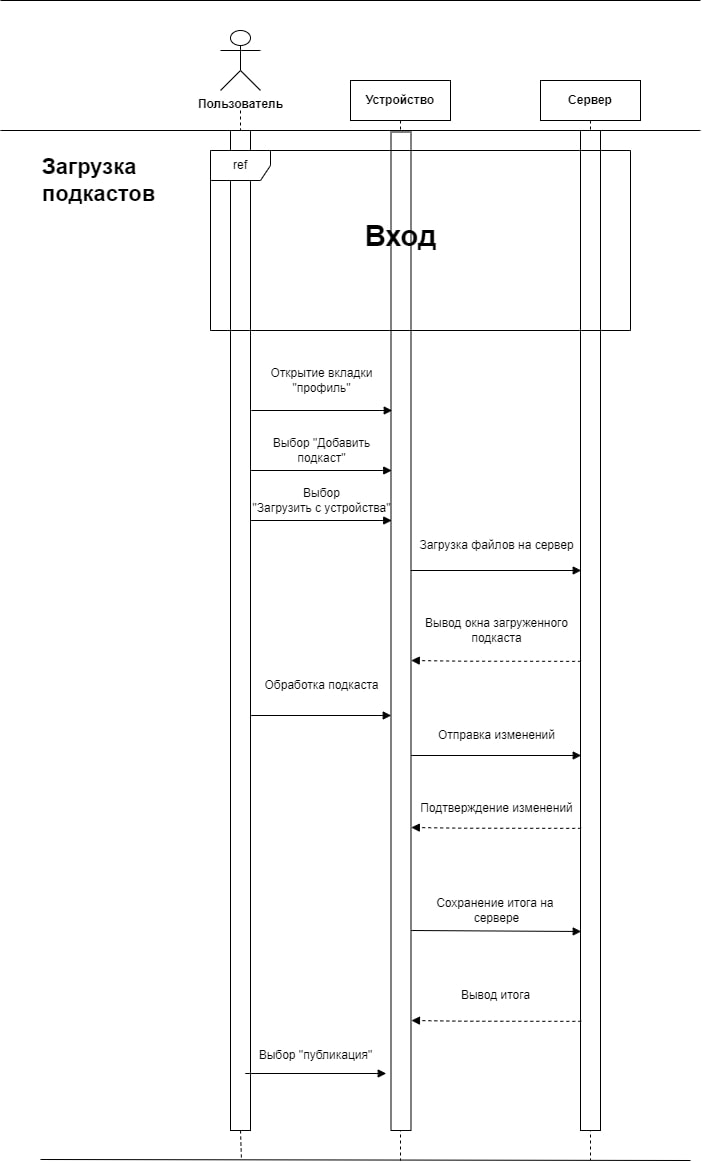 Пользователь
Устройство
Сервер
Загрузка
подкастов
ref
Вход
Открытие вкладки
"профиль"
Выбор "Добавить
подкаст"
Выбор
"Загрузить с устройства"
Загрузка файлов на сервер
Вывод окна загруженного
подкаста
Обработка подкаста
Отправка изменений
Подтверждение изменений
Сохранение итога на
сервере
Вывод итога
Выбор "публикация"